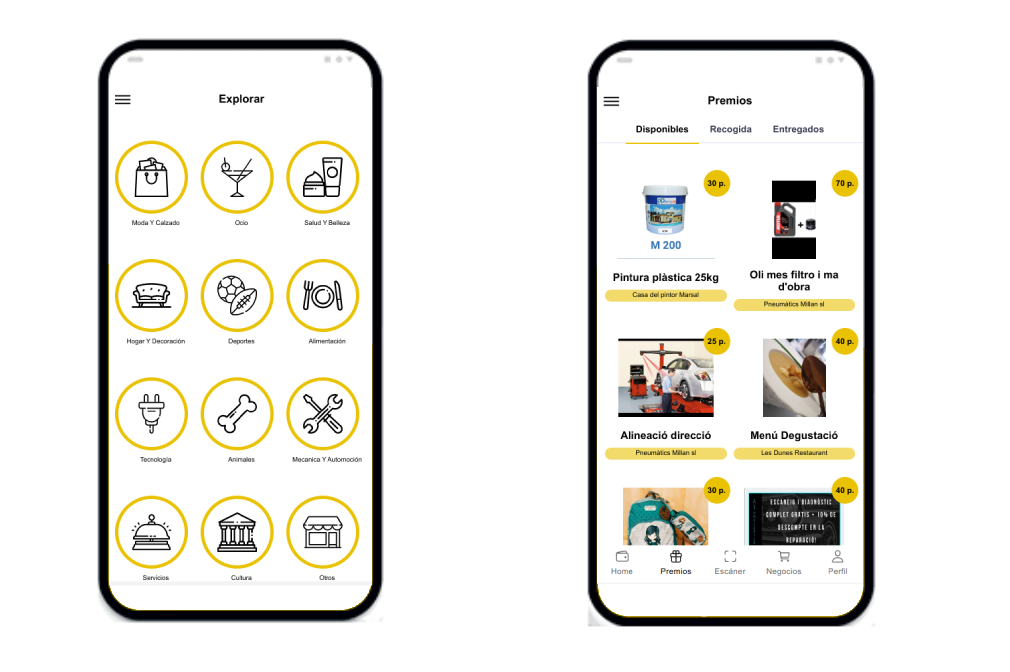 Explorar
Moda Y Calzado
Ocio
Salud Y Belleza
Hogar Y Decoración
Deportes
Alimentación
Tecnología
Animales
Mecanica Y Automoción
Servicios
Cultura
Otros
Premios
Disponibles
Recogida
Entregados
30 p.
M 200
Pintura plàstica 25kg
Casa del pintor Marsal
70 p.
Oli mes filtro i ma
d'obra
Pneumàtics Millan sl
25 p.
Alineació direcció
Pneumàtics Millan sl
40 p.
Menú Degustació
Les Dunes Restaurant
30 p.
40 p.
ESCANEIG I DIAGNÒSTIC
COMPLET GRATIS + 10% DE
DESCOMPTE EN LA
REPARACIÓ!
Home
Premios
Escáner
Negocios
Perfil